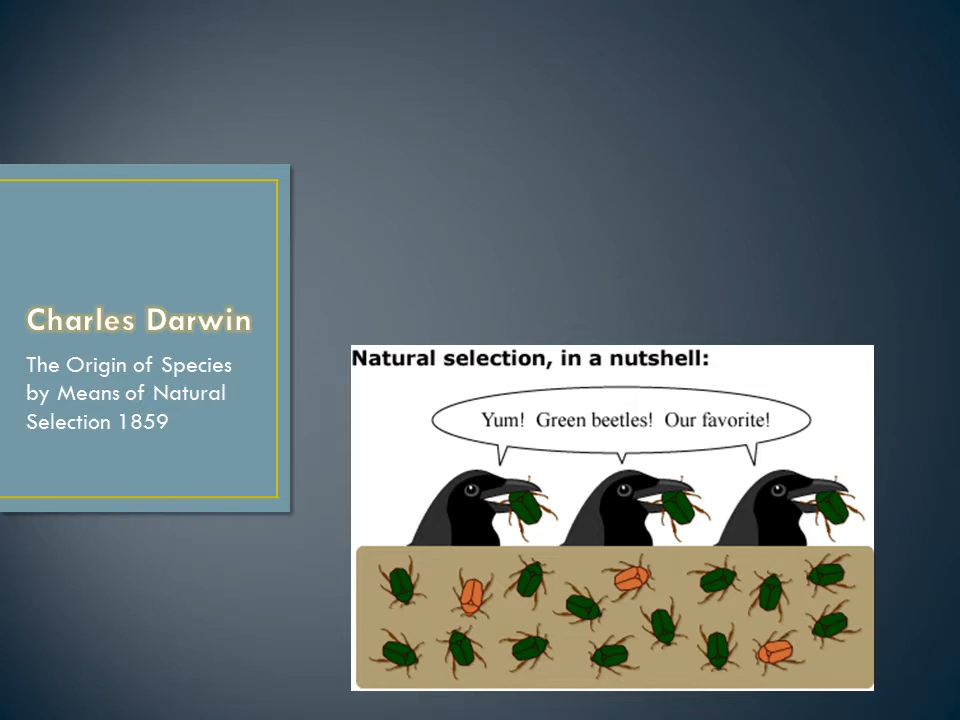 Charles Darwin
The Origin of Species
by Means of Natural
Selection 1859
Natural selection, in a nutshell:
Yum! Green beetles! Our favorite!